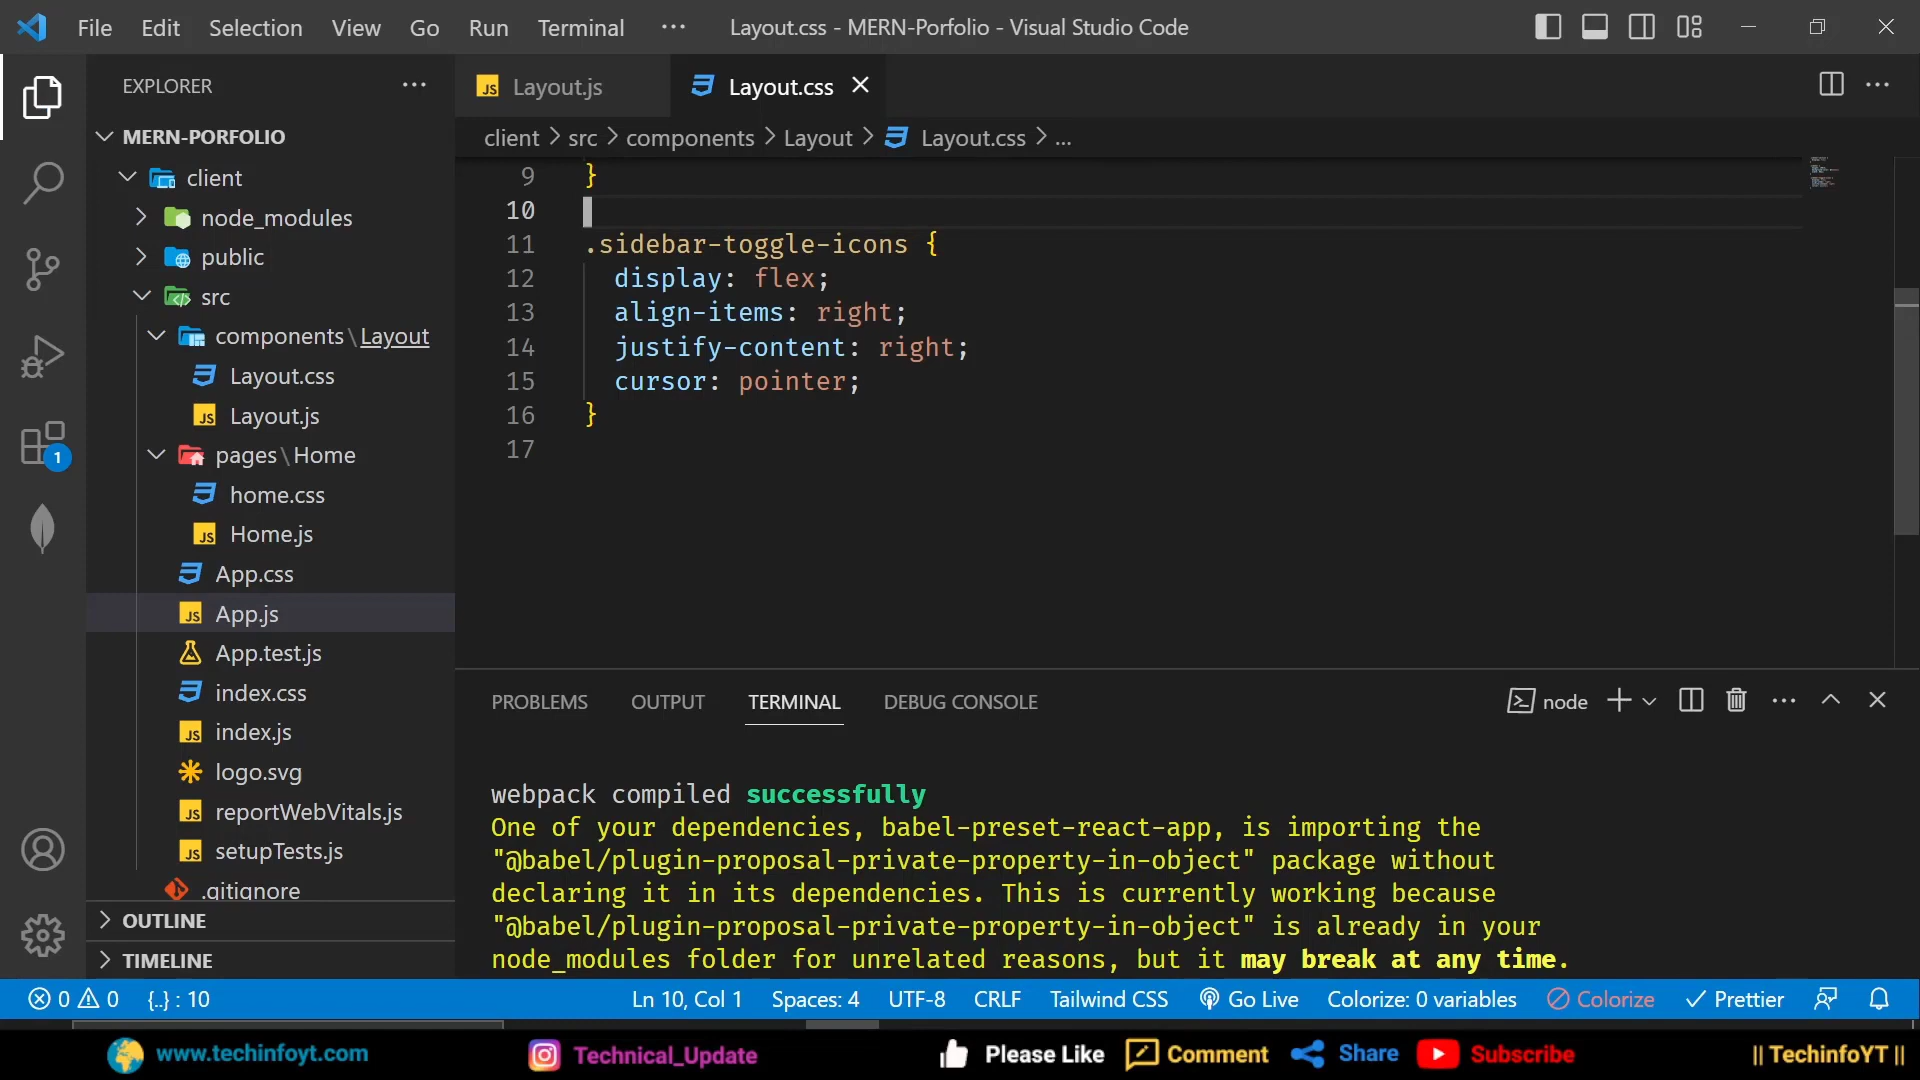 File Edit Selection View Go Run Terminal ··· Layout.css - MERN-Porfolio - Visual Studio Code
EXPLORER ···
MERN-PORFOLIO
client
node_modules
public
src
components\Layout
Layout.css
JS Layout.js
pages\Home
home.css
JS Home.js
App.css
JS App.js
App.test.js
index.css
JS index.js
logo.svg
JS reportWebVitals.js
JS setupTests.js
.gitignore
OUTLINE
TIMELINE
1
JS Layout.js Layout.css
client > src > components > Layout > Layout.css > ...
9 }
10
11 .sidebar-toggle-icons {
12 display: flex;
13 align-items: right;
14 justify-content: right;
15 cursor: pointer;
16 }
17
PROBLEMS OUTPUT TERMINAL DEBUG CONSOLE node
webpack compiled successfully
One of your dependencies, babel-preset-react-app, is importing the
"@babel/plugin-proposal-private-property-in-object" package without
declaring it in its dependencies. This is currently working because
"@babel/plugin-proposal-private-property-in-object" is already in your
node_modules folder for unrelated reasons, but it may break at any time.
0 0 {..} : 10 Ln 10, Col 1 Spaces: 4 UTF-8 CRLF Tailwind CSS Go Live Colorize: 0 variables Colorize Prettier
www.techinfoyt.com Technical_Update Please Like Comment Share Subscribe || TechinfoYT ||